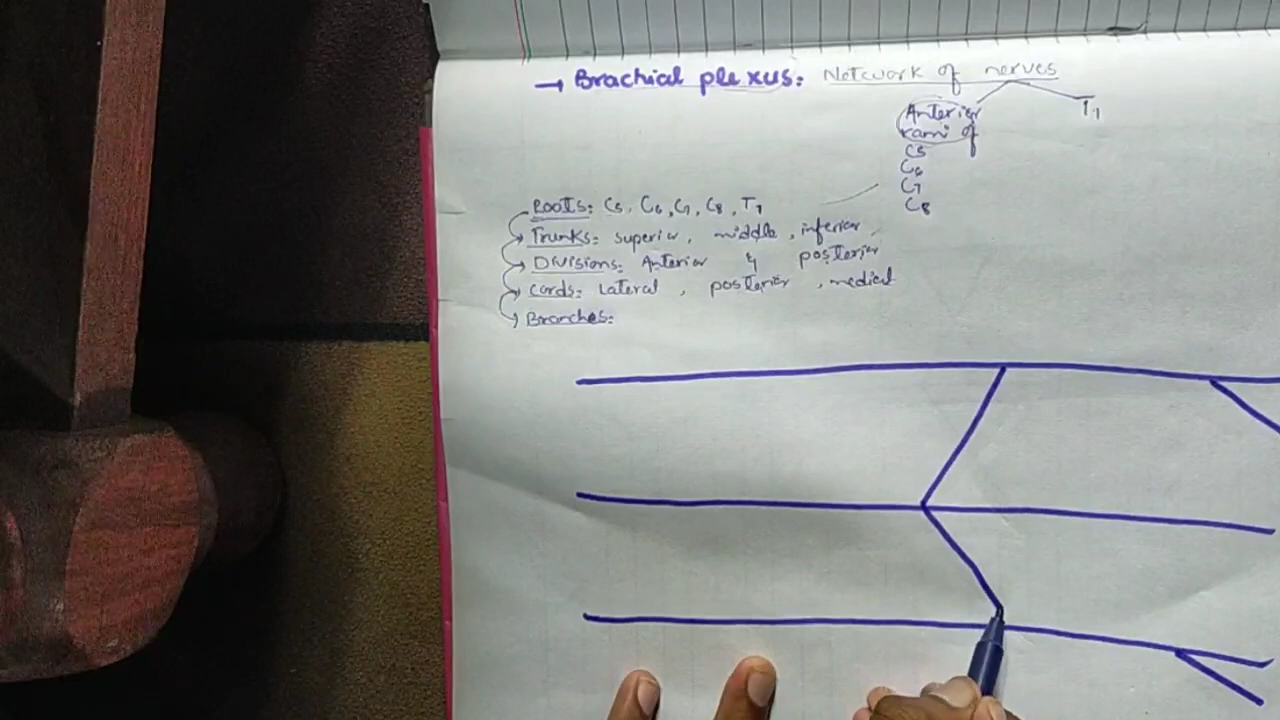 → Brachial plexus: Network of nerves
Anterior
rami of
C5
C6
C7
C8
T1
Roots: C5, C6, C7, C8, T1
Trunks: superior, middle, inferior
Divisions: Anterior & posterior
Cords: Lateral, posterior, medial
Branches: